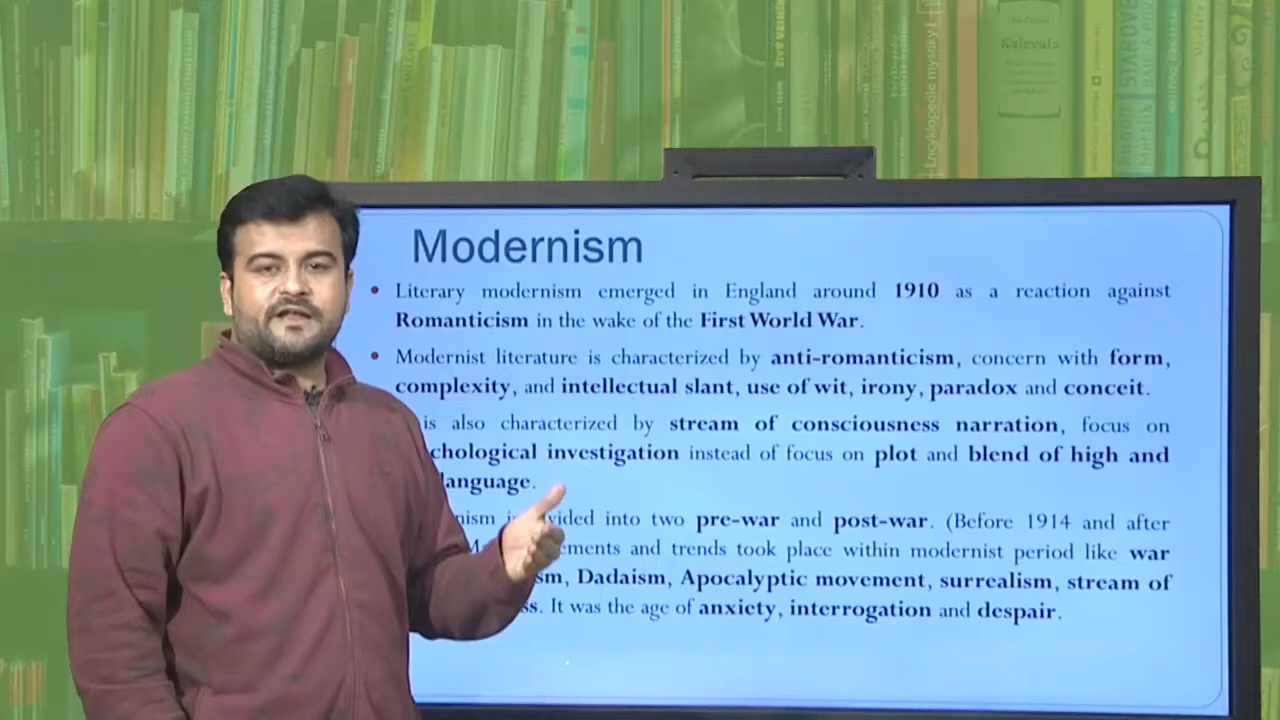 Kalevala
STAROVĚ
Encyklopedie mystiky I
Modernism
• Literary modernism emerged in England around 1910 as a reaction against
Romanticism in the wake of the First World War.
• Modernist literature is characterized by anti-romanticism, concern with form,
complexity, and intellectual slant, use of wit, irony, paradox and conceit.
is also characterized by stream of consciousness narration, focus on
chological investigation instead of focus on plot and blend of high and
language.
nism i vided into two pre-war and post-war. (Before 1914 and after
M ements and trends took place within modernist period like war
sm, Dadaism, Apocalyptic movement, surrealism, stream of
ss. It was the age of anxiety, interrogation and despair.